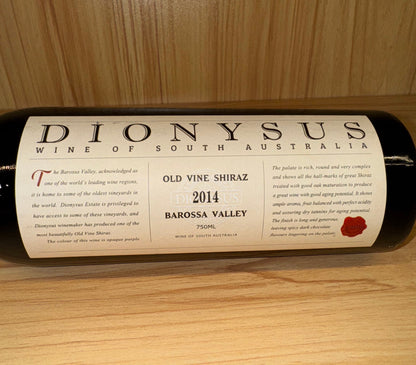 DIONYSUS
WINE OF SOUTH AUSTRALIA
The Barossa Valley, acknowledged as
one of the world's leading wine regions,
it is home to some of the oldest vineyards in
the world. Dionysus Estate is privileged to
have access to some of these vineyards, and
Dionysus winemaker has produced one of the
most beautifully Old Vine Shiraz.
The colour of this wine is opaque purple.
OLD VINE SHIRAZ
2014
BAROSSA VALLEY
750ML
WINE OF SOUTH AUSTRALIA
The palate is rich, round and very complex
and shows all the hall-marks of great Shiraz
treated with good oak maturation to produce
a great wine with good aging potential. It shows
ample aroma, fruit balanced with perfect acidity
and assuring dry tannins for aging potential.
The finish is long and generous,
leaving spicy dark chocolate
flavours lingering on the palate.